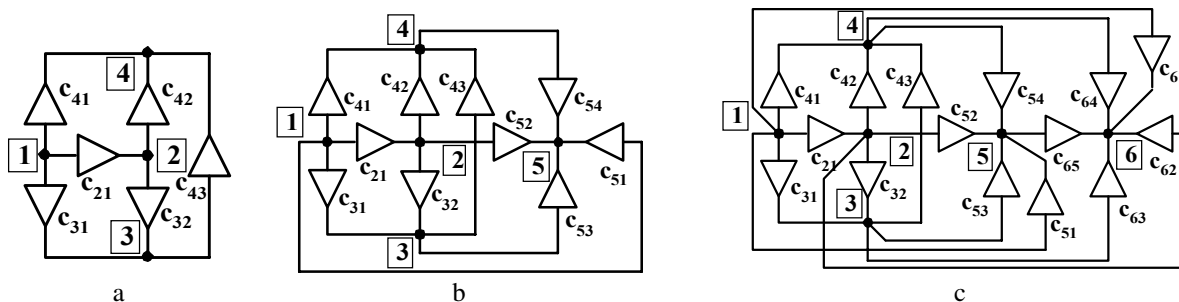 4
c41 c42
1 2
c21 c43
c31 3 c32
a
4
c41 c42 c43 c54
1 c52
c21 2 5 c51
c31 c32 c53
3
b
4 c6
c41 c42 c43 c54 c64
1 c52
c21 2 5 c65 6 c62
c31 3 c32 c53 c51 c63
c